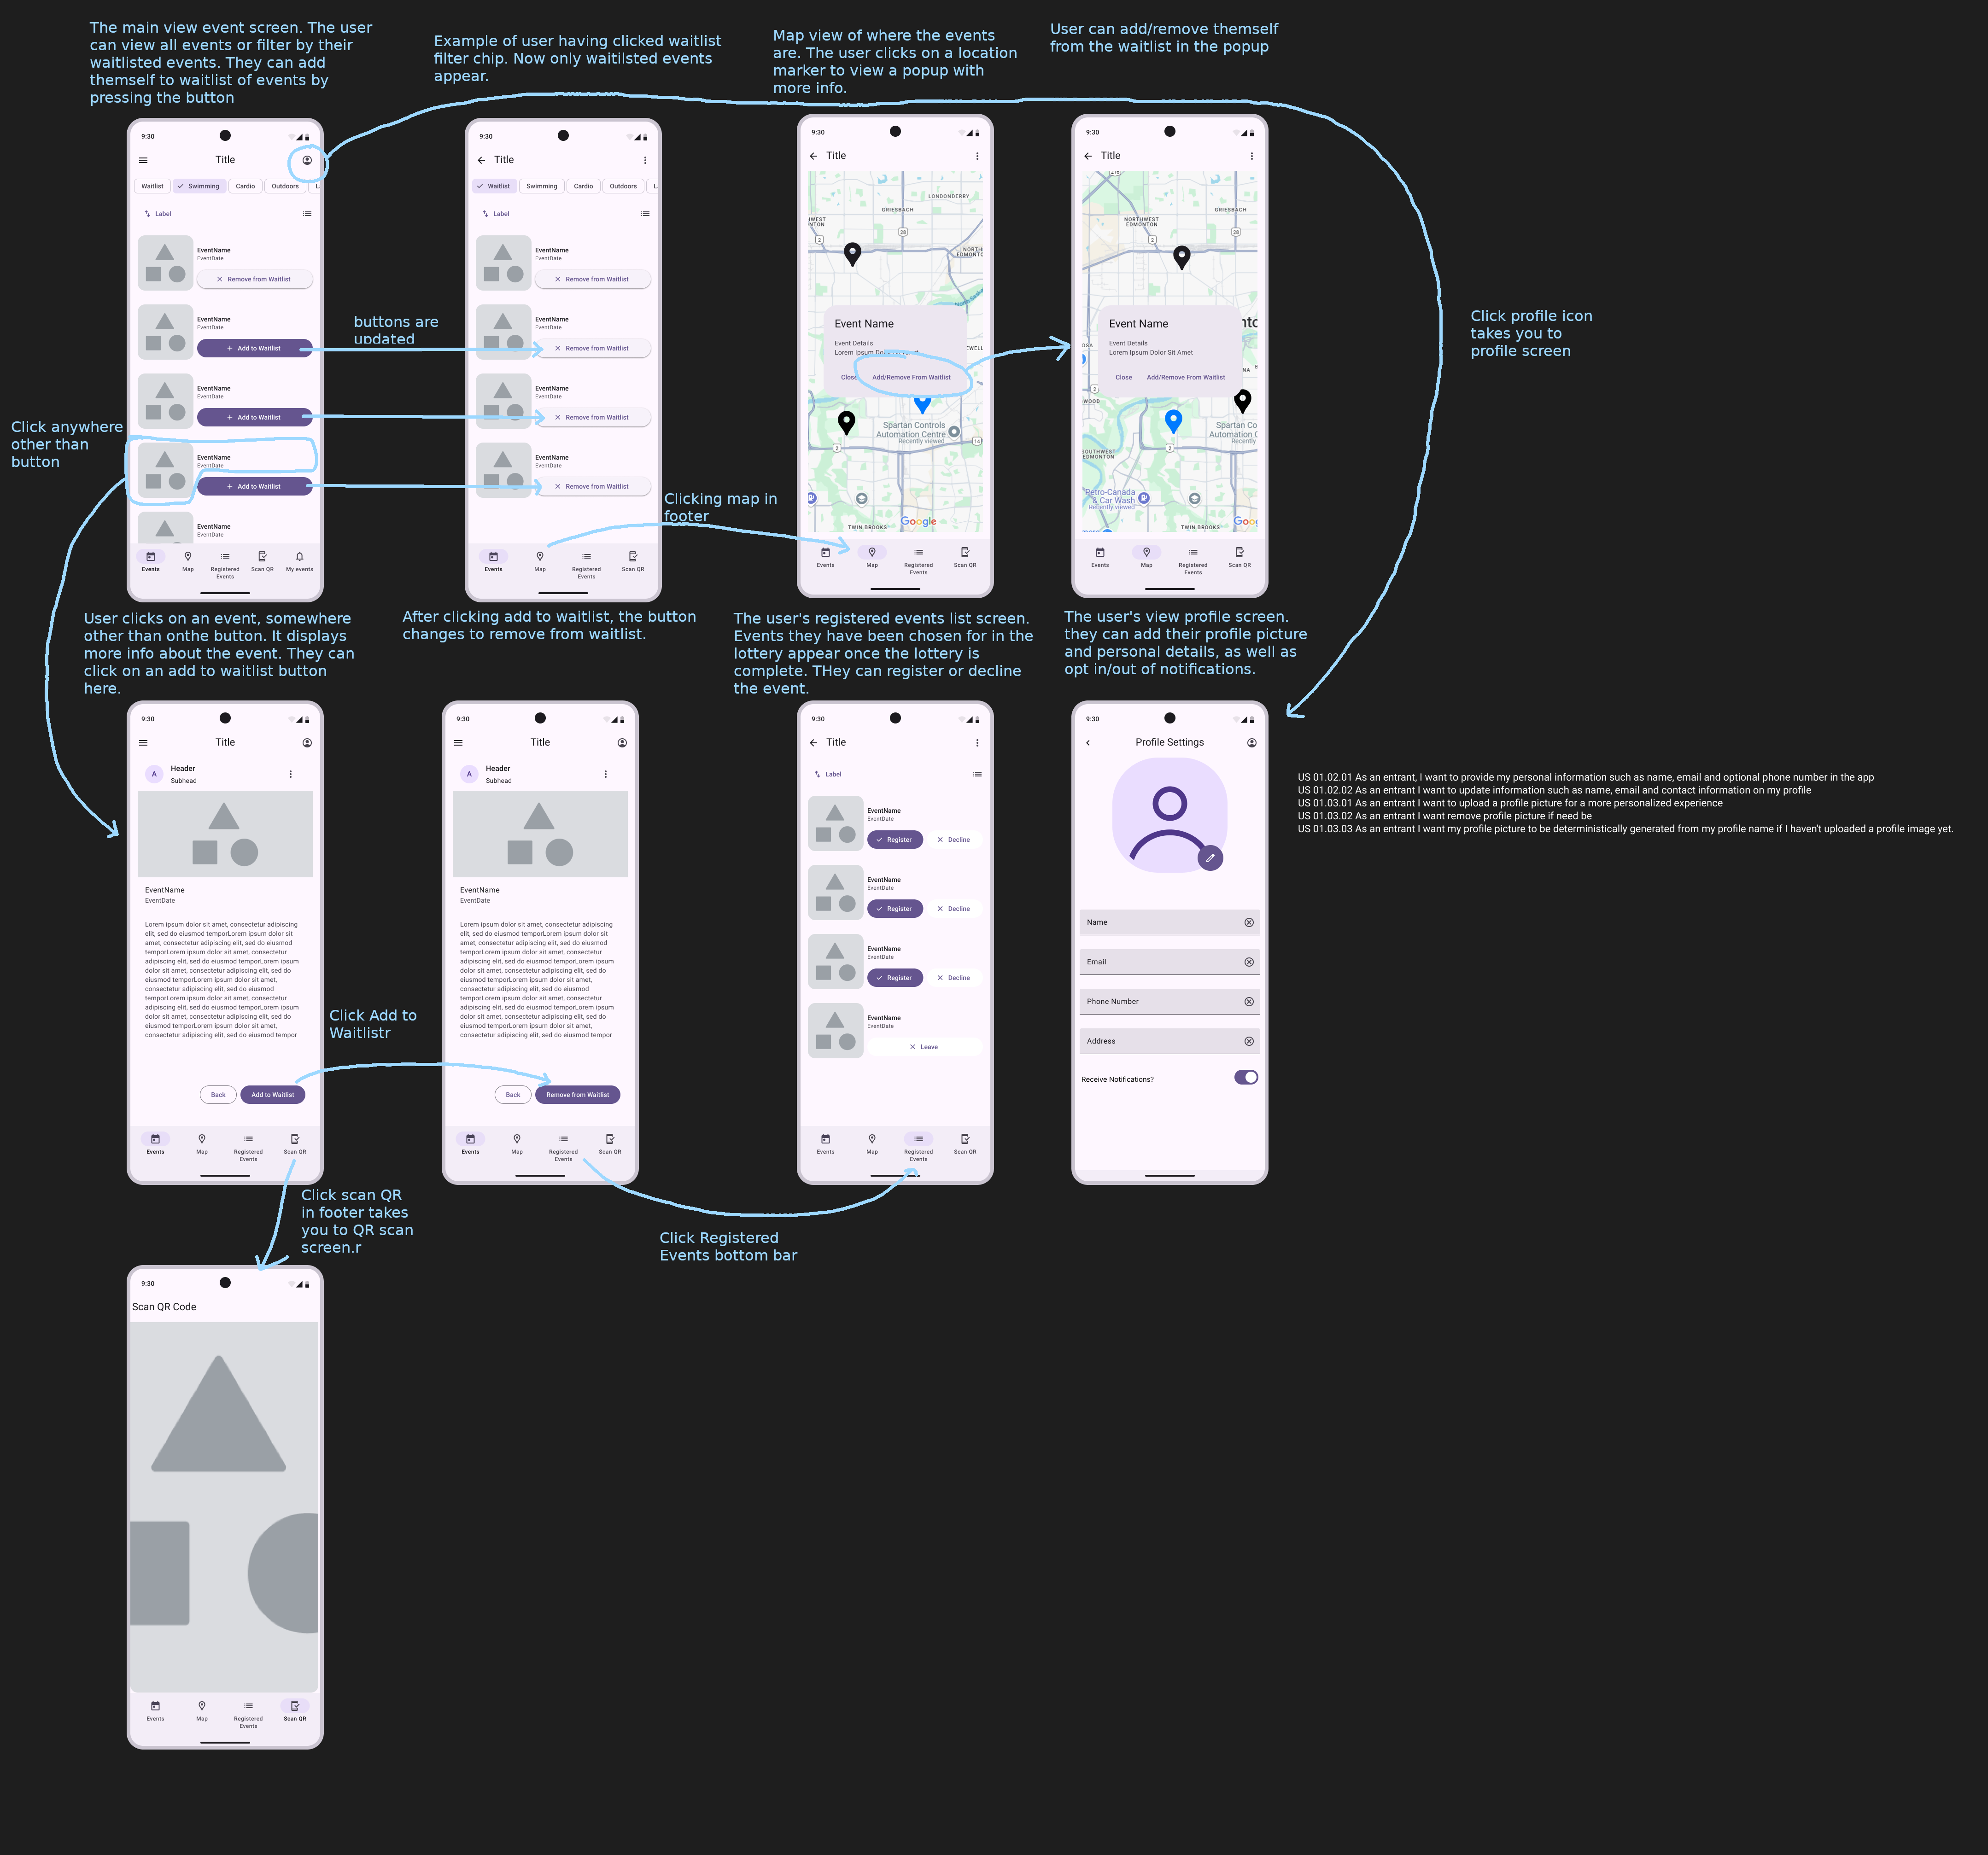 The main view event screen. The user
can view all events or filter by their
waitlisted events. They can add
themself to waitlist of events by
pressing the button
Example of user having clicked waitlist
filter chip. Now only waitilsted events
appear.
Map view of where the events
are. The user clicks on a location
marker to view a popup with
more info.
User can add/remove themself
from the waitlist in the popup
9:30
Title
Waitlist
Swimming
Cardio
Outdoors
Label
EventName
EventDate
Remove from Waitlist
EventName
EventDate
Add to Waitlist
EventName
EventDate
Add to Waitlist
EventName
EventDate
Add to Waitlist
EventName
EventDate
Events
Map
Registered
Events
Scan QR
My events
buttons are
updated
Click anywhere
other than
button
9:30
Title
Waitlist
Swimming
Cardio
Outdoors
Label
EventName
EventDate
Remove from Waitlist
EventName
EventDate
Remove from Waitlist
EventName
EventDate
Remove from Waitlist
EventName
EventDate
Remove from Waitlist
Events
Map
Registered
Events
Scan QR
Clicking map in
footer
9:30
Title
LONDONDERRY
GRIESBACH
28
2
Event Name
Event Details
Lorem Ipsum Dolor Sit Amet
Close
Add/Remove From Waitlist
Spartan Controls
Automation Centre
Recently viewed
2
14
Google
TWIN BROOKS
Events
Map
Registered
Events
Scan QR
9:30
Title
216
NORTHWEST
EDMONTON
GRIESBACH
28
2
Event Name
Event Details
Lorem Ipsum Dolor Sit Amet
Close
Add/Remove From Waitlist
2
WOOD
Spartan Co
Automation C
Recently
2
SOUTHWEST
EDMONTON
Petro-Canada
& Car Wash
Recently viewed
TWIN BROOKS
Goog
Events
Map
Registered
Events
Scan QR
Click profile icon
takes you to
profile screen
User clicks on an event, somewhere
other than onthe button. It displays
more info about the event. They can
click on an add to waitlist button
here.
After clicking add to waitlist, the button
changes to remove from waitlist.
The user's registered events list screen.
Events they have been chosen for in the
lottery appear once the lottery is
complete. THey can register or decline
the event.
The user's view profile screen.
they can add their profile picture
and personal details, as well as
opt in/out of notifications.
9:30
Title
A
Header
Subhead
EventName
EventDate
Lorem ipsum dolor sit amet, consectetur adipiscing
elit, sed do eiusmod temporLorem ipsum dolor sit
amet, consectetur adipiscing elit, sed do eiusmod
temporLorem ipsum dolor sit amet, consectetur
adipiscing elit, sed do eiusmod temporLorem ipsum
dolor sit amet, consectetur adipiscing elit, sed do
eiusmod temporLorem ipsum dolor sit amet,
consectetur adipiscing elit, sed do eiusmod
temporLorem ipsum dolor sit amet, consectetur
adipiscing elit, sed do eiusmod temporLorem ipsum
dolor sit amet, consectetur adipiscing elit, sed do
eiusmod temporLorem ipsum dolor sit amet,
consectetur adipiscing elit, sed do eiusmod tempor
Back
Add to Waitlist
Events
Map
Registered
Events
Scan QR
Click Add to
Waitlistr
9:30
Title
A
Header
Subhead
EventName
EventDate
Lorem ipsum dolor sit amet, consectetur adipiscing
elit, sed do eiusmod temporLorem ipsum dolor sit
amet, consectetur adipiscing elit, sed do eiusmod
temporLorem ipsum dolor sit amet, consectetur
adipiscing elit, sed do eiusmod temporLorem ipsum
dolor sit amet, consectetur adipiscing elit, sed do
eiusmod temporLorem ipsum dolor sit amet,
consectetur adipiscing elit, sed do eiusmod
temporLorem ipsum dolor sit amet, consectetur
adipiscing elit, sed do eiusmod temporLorem ipsum
dolor sit amet, consectetur adipiscing elit, sed do
eiusmod temporLorem ipsum dolor sit amet,
consectetur adipiscing elit, sed do eiusmod tempor
Back
Remove from Waitlist
Events
Map
Registered
Events
Scan QR
9:30
Title
Label
EventName
EventDate
Register
Decline
EventName
EventDate
Register
Decline
EventName
EventDate
Register
Decline
EventName
EventDate
Leave
Events
Map
Registered
Events
Scan QR
9:30
Profile Settings
Name
Email
Phone Number
Address
Receive Notifications?
US 01.02.01 As an entrant, I want to provide my personal information such as name, email and optional phone number in the app
US 01.02.02 As an entrant I want to update information such as name, email and contact information on my profile
US 01.03.01 As an entrant I want to upload a profile picture for a more personalized experience
US 01.03.02 As an entrant I want remove profile picture if need be
US 01.03.03 As an entrant I want my profile picture to be deterministically generated from my profile name if I haven't uploaded a profile image yet.
Click scan QR
in footer takes
you to QR scan
screen.r
Click Registered
Events bottom bar
9:30
Scan QR Code
Events
Map
Registered
Events
Scan QR